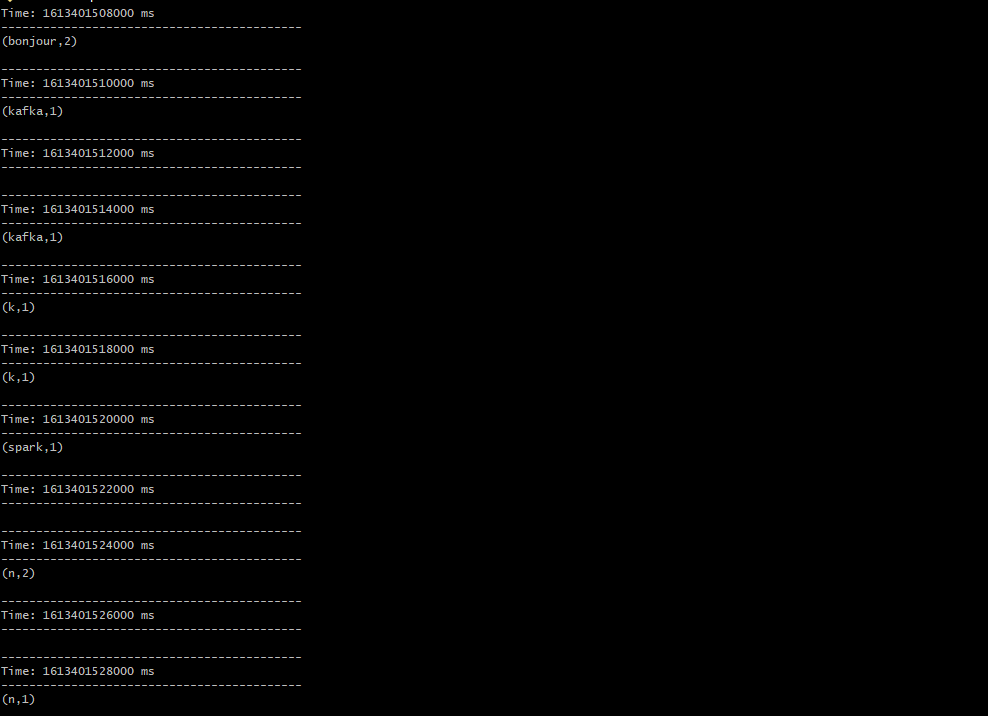 Time: 1613401508000 ms
-------------------------------------------
(bonjour,2)
-------------------------------------------
Time: 1613401510000 ms
-------------------------------------------
(kafka,1)
-------------------------------------------
Time: 1613401512000 ms
-------------------------------------------
-------------------------------------------
Time: 1613401514000 ms
-------------------------------------------
(kafka,1)
-------------------------------------------
Time: 1613401516000 ms
-------------------------------------------
(k,1)
-------------------------------------------
Time: 1613401518000 ms
-------------------------------------------
(k,1)
-------------------------------------------
Time: 1613401520000 ms
-------------------------------------------
(spark,1)
-------------------------------------------
Time: 1613401522000 ms
-------------------------------------------
-------------------------------------------
Time: 1613401524000 ms
-------------------------------------------
(n,2)
-------------------------------------------
Time: 1613401526000 ms
-------------------------------------------
-------------------------------------------
Time: 1613401528000 ms
-------------------------------------------
(n,1)